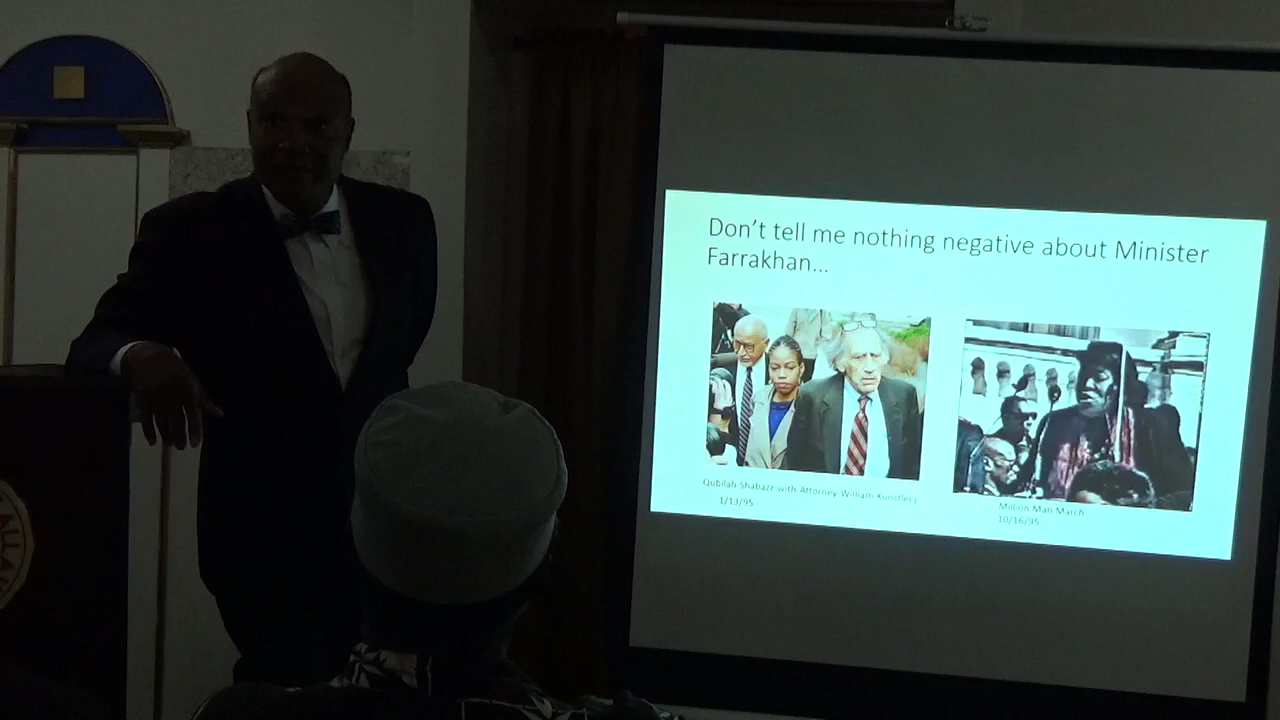 Don't tell me nothing negative about Minister
Farrakhan...
Qubilah Shabazz with Attorney William Kunstler)
1/13/95
Million Man March
10/16/95